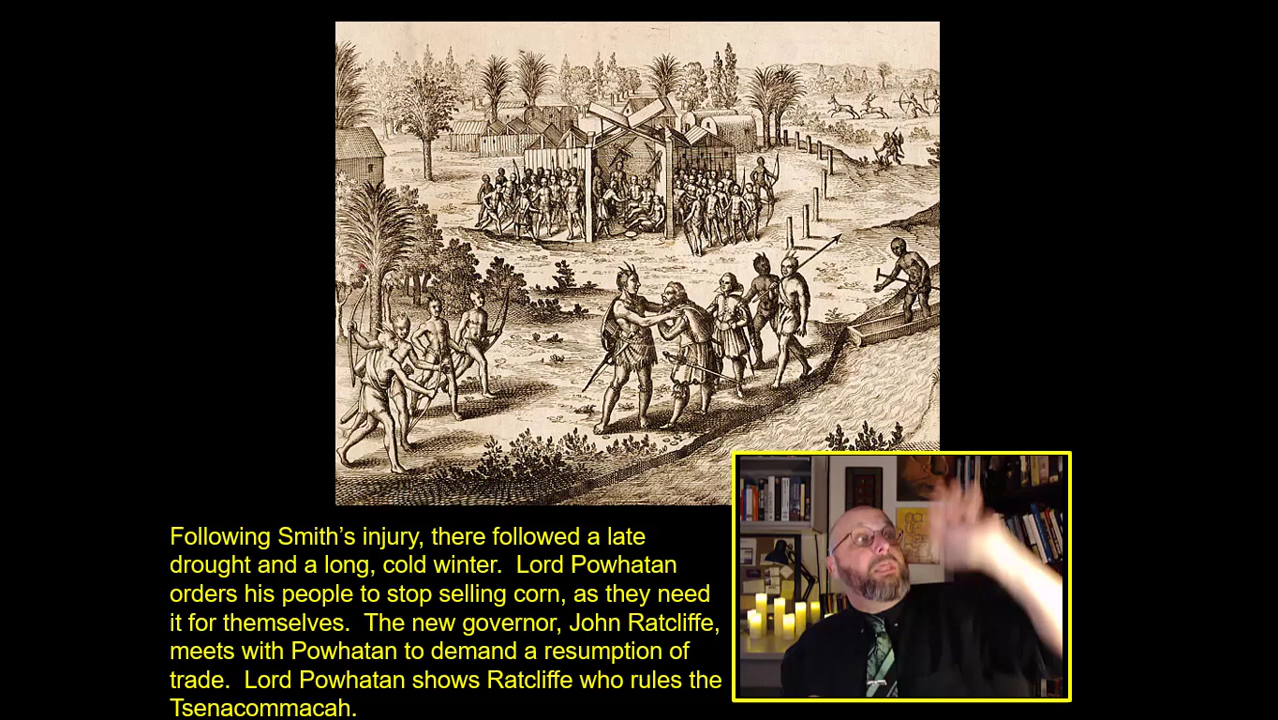 Following Smith’s injury, there followed a late
drought and a long, cold winter.  Lord Powhatan
orders his people to stop selling corn, as they need
it for themselves.  The new governor, John Ratcliffe,
meets with Powhatan to demand a resumption of
trade.  Lord Powhatan shows Ratcliffe who rules the
Tsenacommacah.